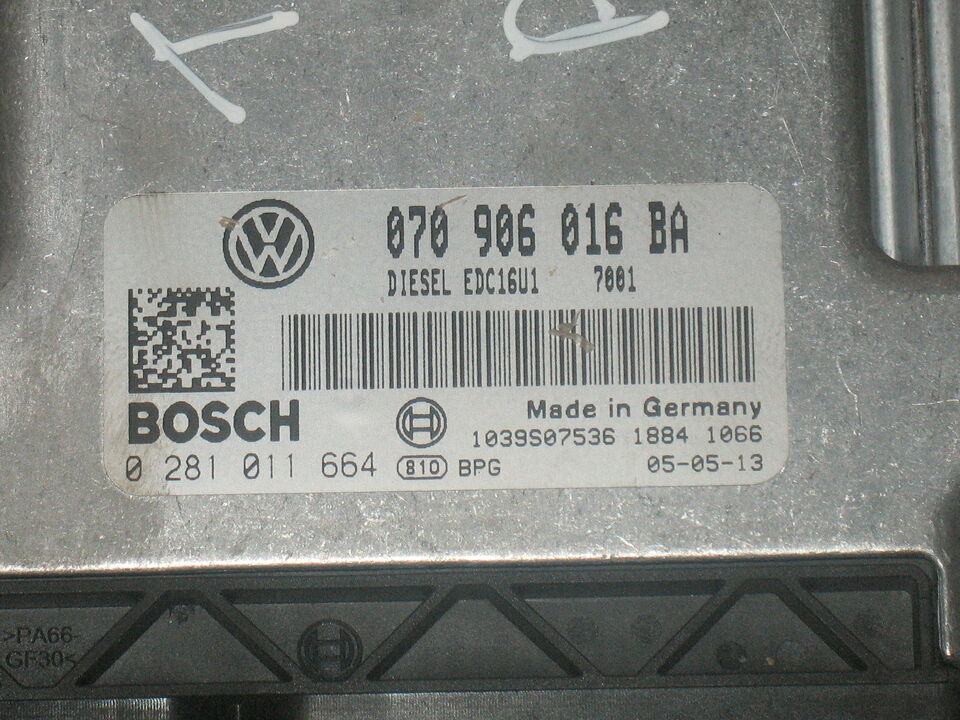 070 906 016 BA
DIESEL EDC16U1 7001
BOSCH
Made in Germany
1039S07536 1884 1066
0 281 011 664 810 BPG 05-05-13
>PA66-
GF30<